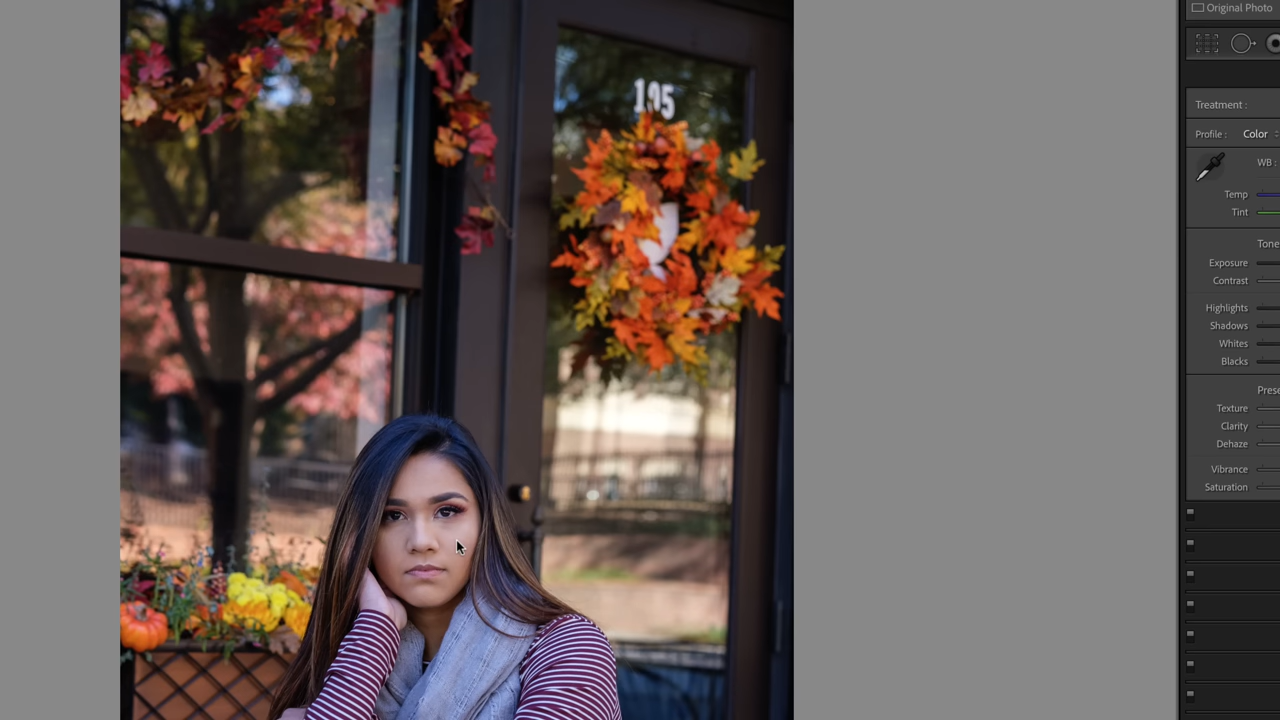 Original Photo
195
Treatment :
Profile : Color
WB :
Temp
Tint
Tone
Exposure
Contrast
Highlights
Shadows
Whites
Blacks
Prese
Texture
Clarity
Dehaze
Vibrance
Saturation